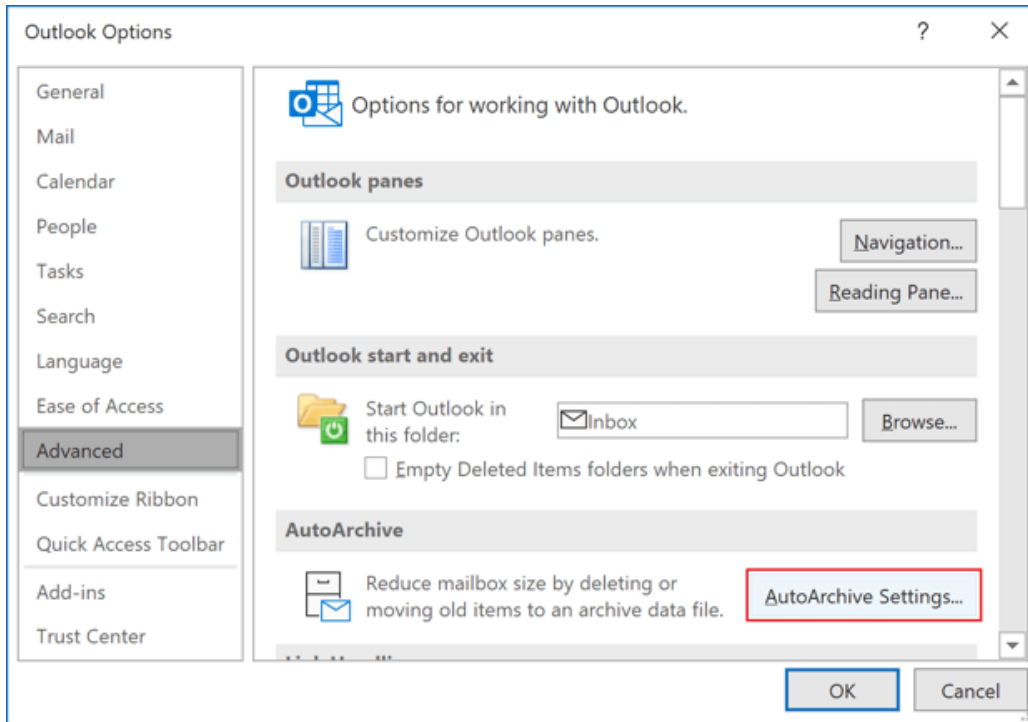 Outlook Options
?
General
Mail
Calendar
People
Tasks
Search
Language
Ease of Access
Advanced
Customize Ribbon
Quick Access Toolbar
Add-ins
Trust Center
Options for working with Outlook.
Outlook panes
Customize Outlook panes.
Navigation...
Reading Pane...
Outlook start and exit
Start Outlook in
this folder:
Inbox
Browse...
Empty Deleted Items folders when exiting Outlook
AutoArchive
Reduce mailbox size by deleting or
moving old items to an archive data file.
AutoArchive Settings...
OK
Cancel